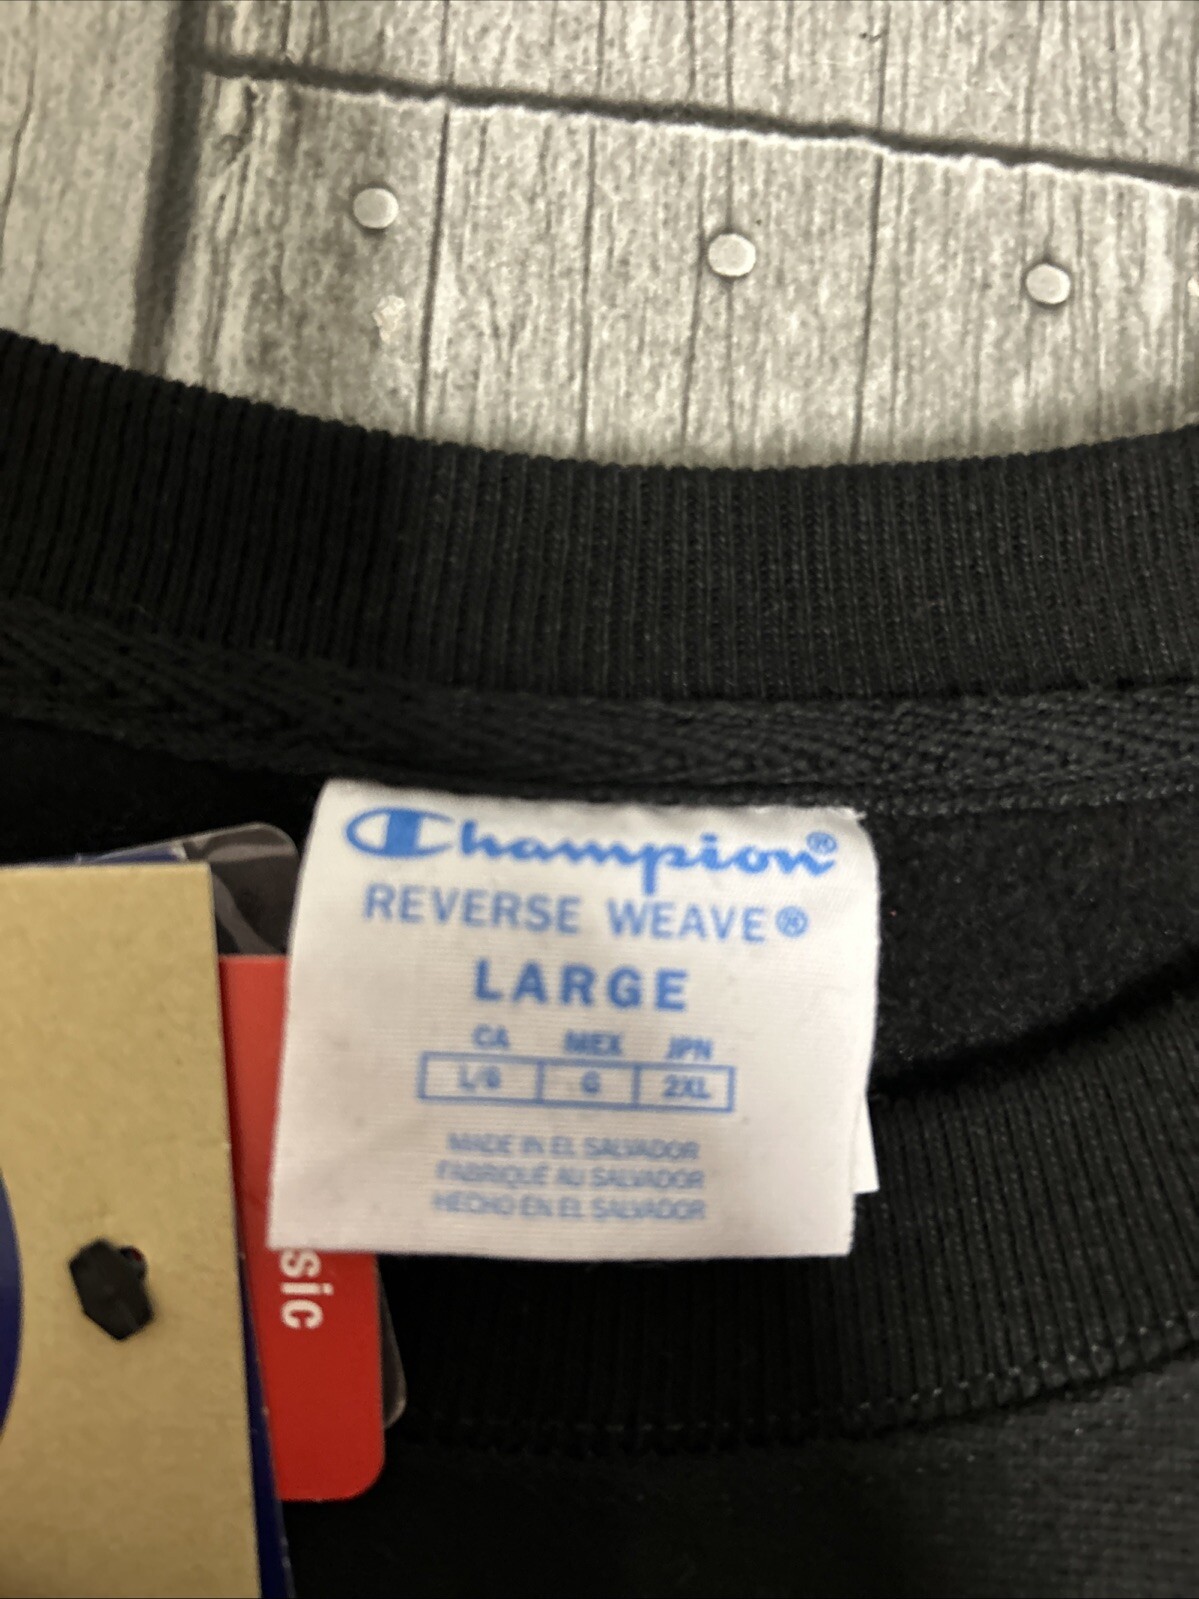 Champion®
REVERSE WEAVE®
LARGE
CA MEX JPN
L/G G 2XL
MADE IN EL SALVADOR
FABRIQUÉ AU SALVADOR
HECHO EN EL SALVADOR
sic